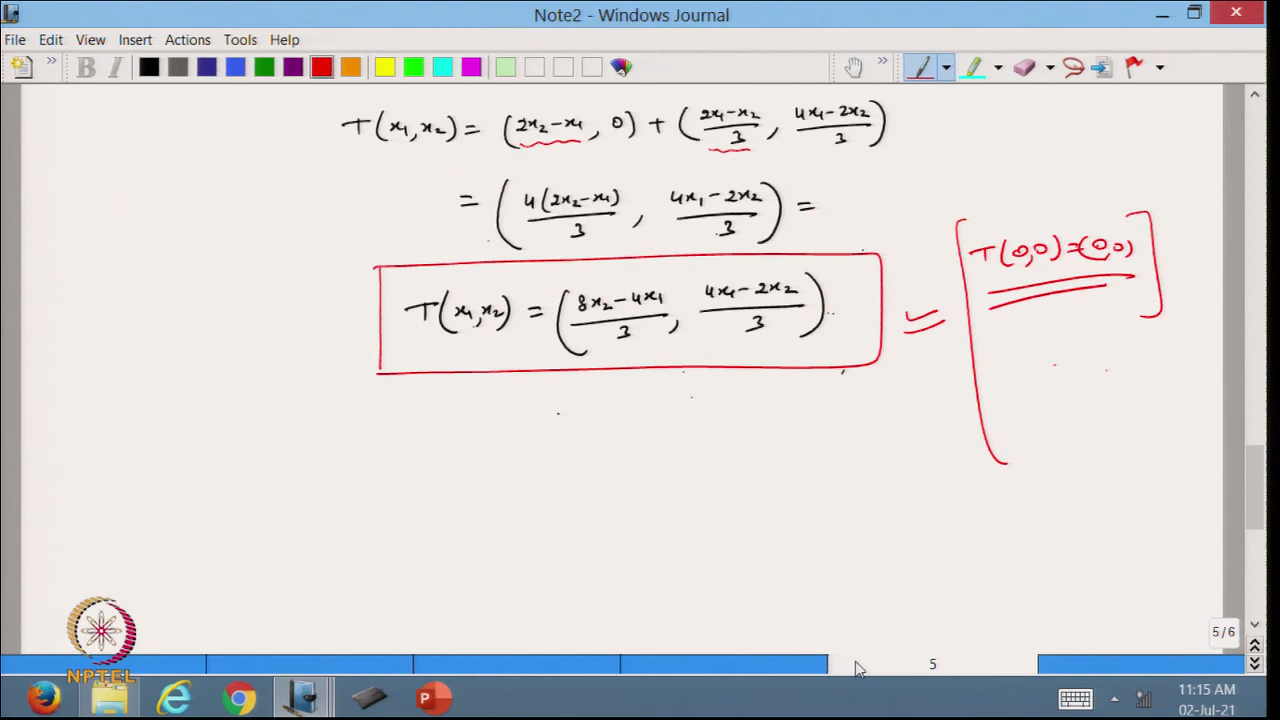 Note2 - Windows Journal
File Edit View Insert Actions Tools Help
T(x₁,x₂) = (2x₂-x₁, 0) + ((2x₁-x₂)/3, (4x₁-2x₂)/3)
= (4(2x₂-x₁)/3, (4x₁-2x₂)/3) =
T(0,0)=(0,0)
T(x₁,x₂) = ((8x₂-4x₁)/3, (4x₁-2x₂)/3) =
5/6
NPTEL
5
11:15 AM
02-Jul-21